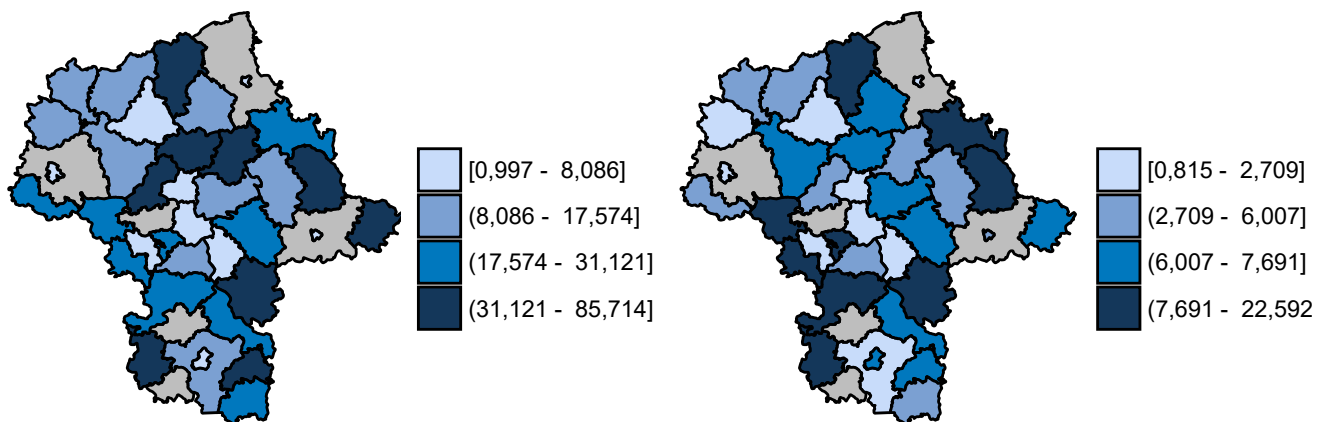 [0,997 - 8,086]
(8,086 - 17,574]
(17,574 - 31,121]
(31,121 - 85,714]
[0,815 - 2,709]
(2,709 - 6,007]
(6,007 - 7,691]
(7,691 - 22,592